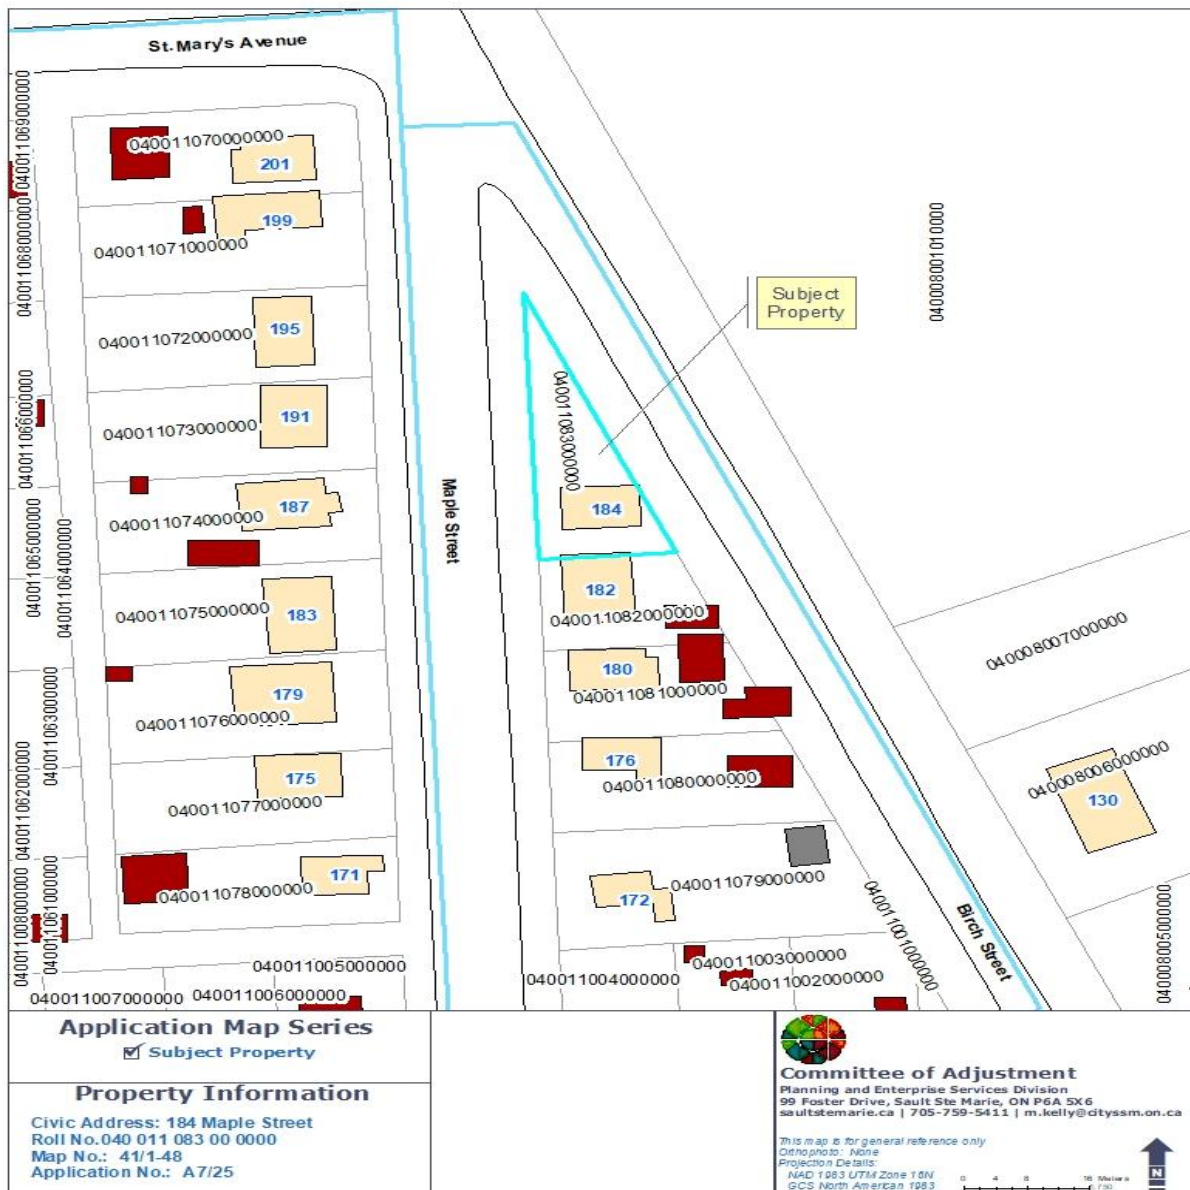 St. Mary's Avenue
040011069000000
040011070000000
201
199
040011071000000
040011068000000
040008001010000
Subject
Property
195
040011072000000
040011066000000
040011083000000
191
040011073000000
Maple Street
187
040011074000000
184
040011065000000
040011064000000
182
040011082000000
183
040011075000000
040008007000000
180
040011081000000
179
040011076000000
040011063000000
176
040011080000000
040008006000000
130
175
040011077000000
040011062000000
171
040011078000000
172
040011079000000
040011001000000
Birch Street
040008005000000
040011008000000
040011061000000
040011005000000
040011003000000
040011004000000
040011002000000
040011007000000
040011006000000
Application Map Series
Subject Property
Property Information
Civic Address: 184 Maple Street
Roll No.040 011 083 00 0000
Map No.: 41/1-48
Application No.: A7/25
Committee of Adjustment
Planning and Enterprise Services Division
99 Foster Drive, Sault Ste Marie, ON P6A 5X6
saultstemarie.ca | 705-759-5411 | m.kelly@cityssm.on.ca
This map is for general reference only
Orthophoto: None
Projection Details:
NAD 1983 UTM Zone 16N
GCS North American 1983
0 4 8 16 Meters
N